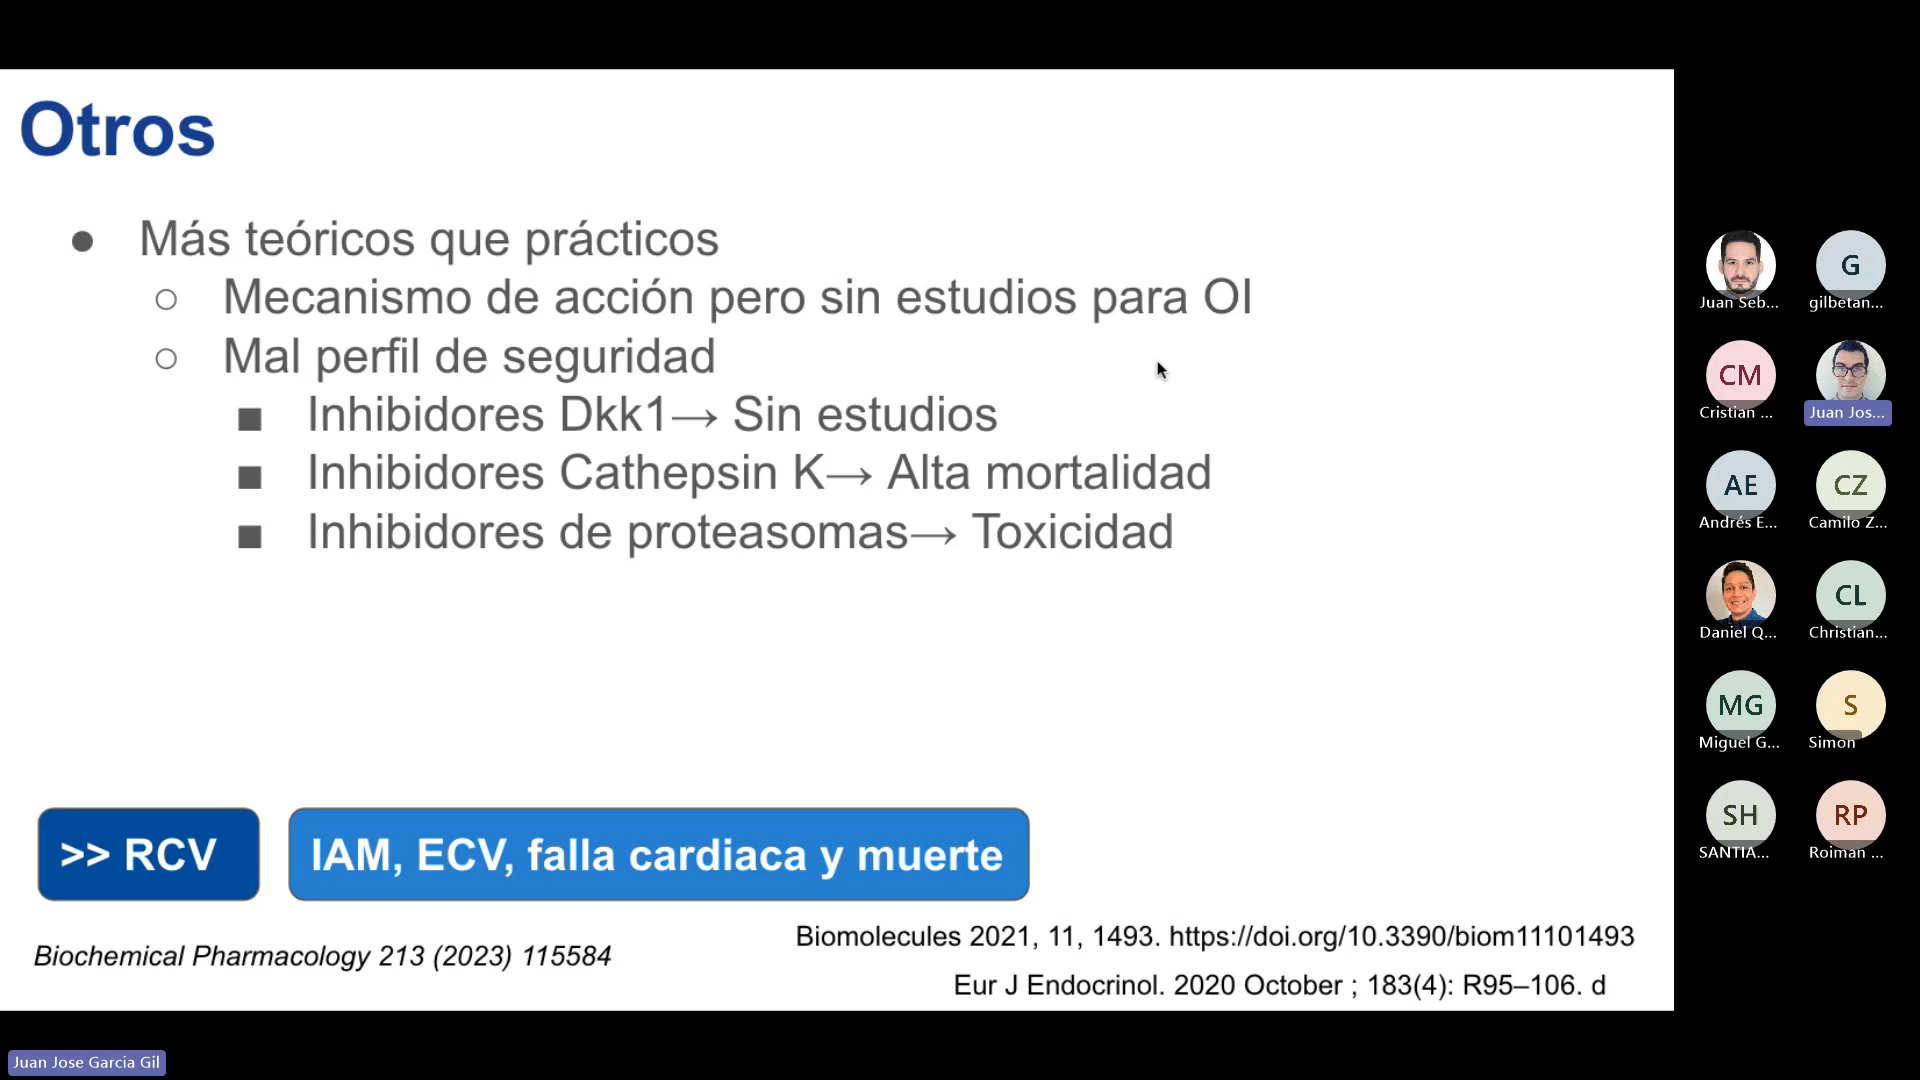 Otros
● Más teóricos que prácticos
○ Mecanismo de acción pero sin estudios para OI
○ Mal perfil de seguridad
■ Inhibidores Dkk1→ Sin estudios
■ Inhibidores Cathepsin K→ Alta mortalidad
■ Inhibidores de proteasomas→ Toxicidad
>> RCV
IAM, ECV, falla cardiaca y muerte
Biochemical Pharmacology 213 (2023) 115584
Biomolecules 2021, 11, 1493. https://doi.org/10.3390/biom11101493
Eur J Endocrinol. 2020 October ; 183(4): R95–106. d
Juan Seb...
G
gilbetan...
CM
Cristian ...
Juan Jos...
AE
Andrés E...
CZ
Camilo Z...
Daniel Q...
CL
Christian...
MG
Miguel G...
S
Simon
SH
SANTIA...
RP
Roiman ...
Juan Jose Garcia Gil